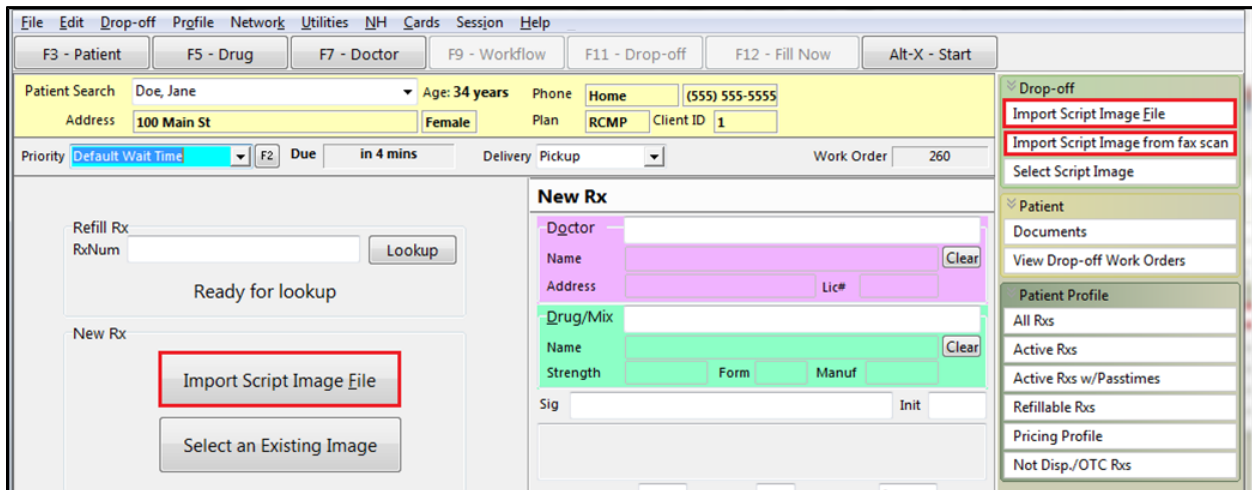 File Edit Drop-off Profile Network Utilities NH Cards Session Help
F3 - Patient F5 - Drug F7 - Doctor F9 - Workflow F11 - Drop-off F12 - Fill Now Alt-X - Start
Patient Search Doe, Jane Age: 34 years Phone Home (555) 555-5555
Address 100 Main St Female Plan RCMP Client ID 1
Priority Default Wait Time F2 Due in 4 mins Delivery Pickup Work Order 260
Refill Rx
RxNum Lookup
Ready for lookup
New Rx
Import Script Image File
Select an Existing Image
New Rx
Doctor
Name Clear
Address Lic#
Drug/Mix
Name Clear
Strength Form Manuf
Sig Init
Drop-off
Import Script Image File
Import Script Image from fax scan
Select Script Image
Patient
Documents
View Drop-off Work Orders
Patient Profile
All Rxs
Active Rxs
Active Rxs w/Passtimes
Refillable Rxs
Pricing Profile
Not Disp./OTC Rxs